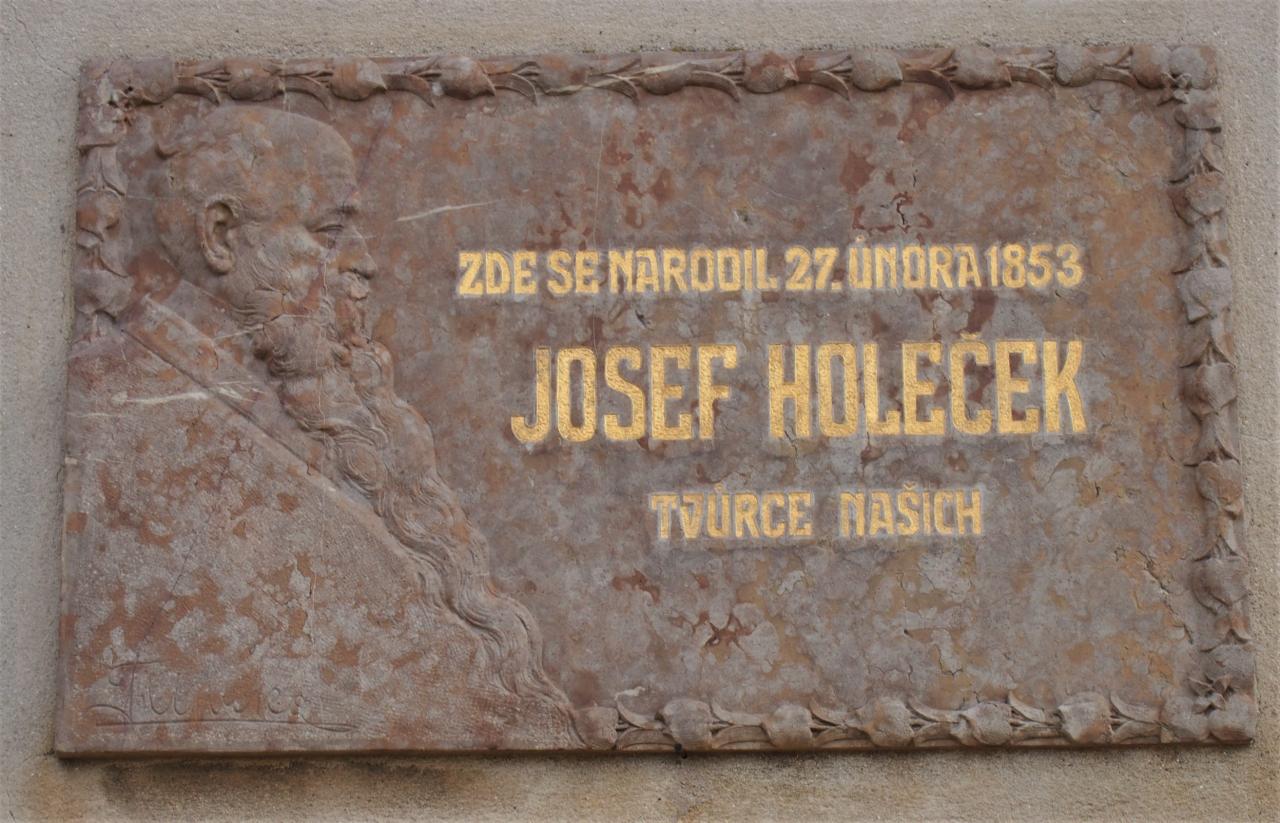 ZDE SE NARODIL 27. ÚNORA 1853
JOSEF HOLEČEK
TVŮRCE NAŠICH